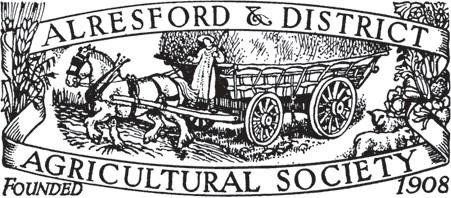 ALRESFORD & DISTRICT
AGRICULTURAL SOCIETY
FOUNDED 1908